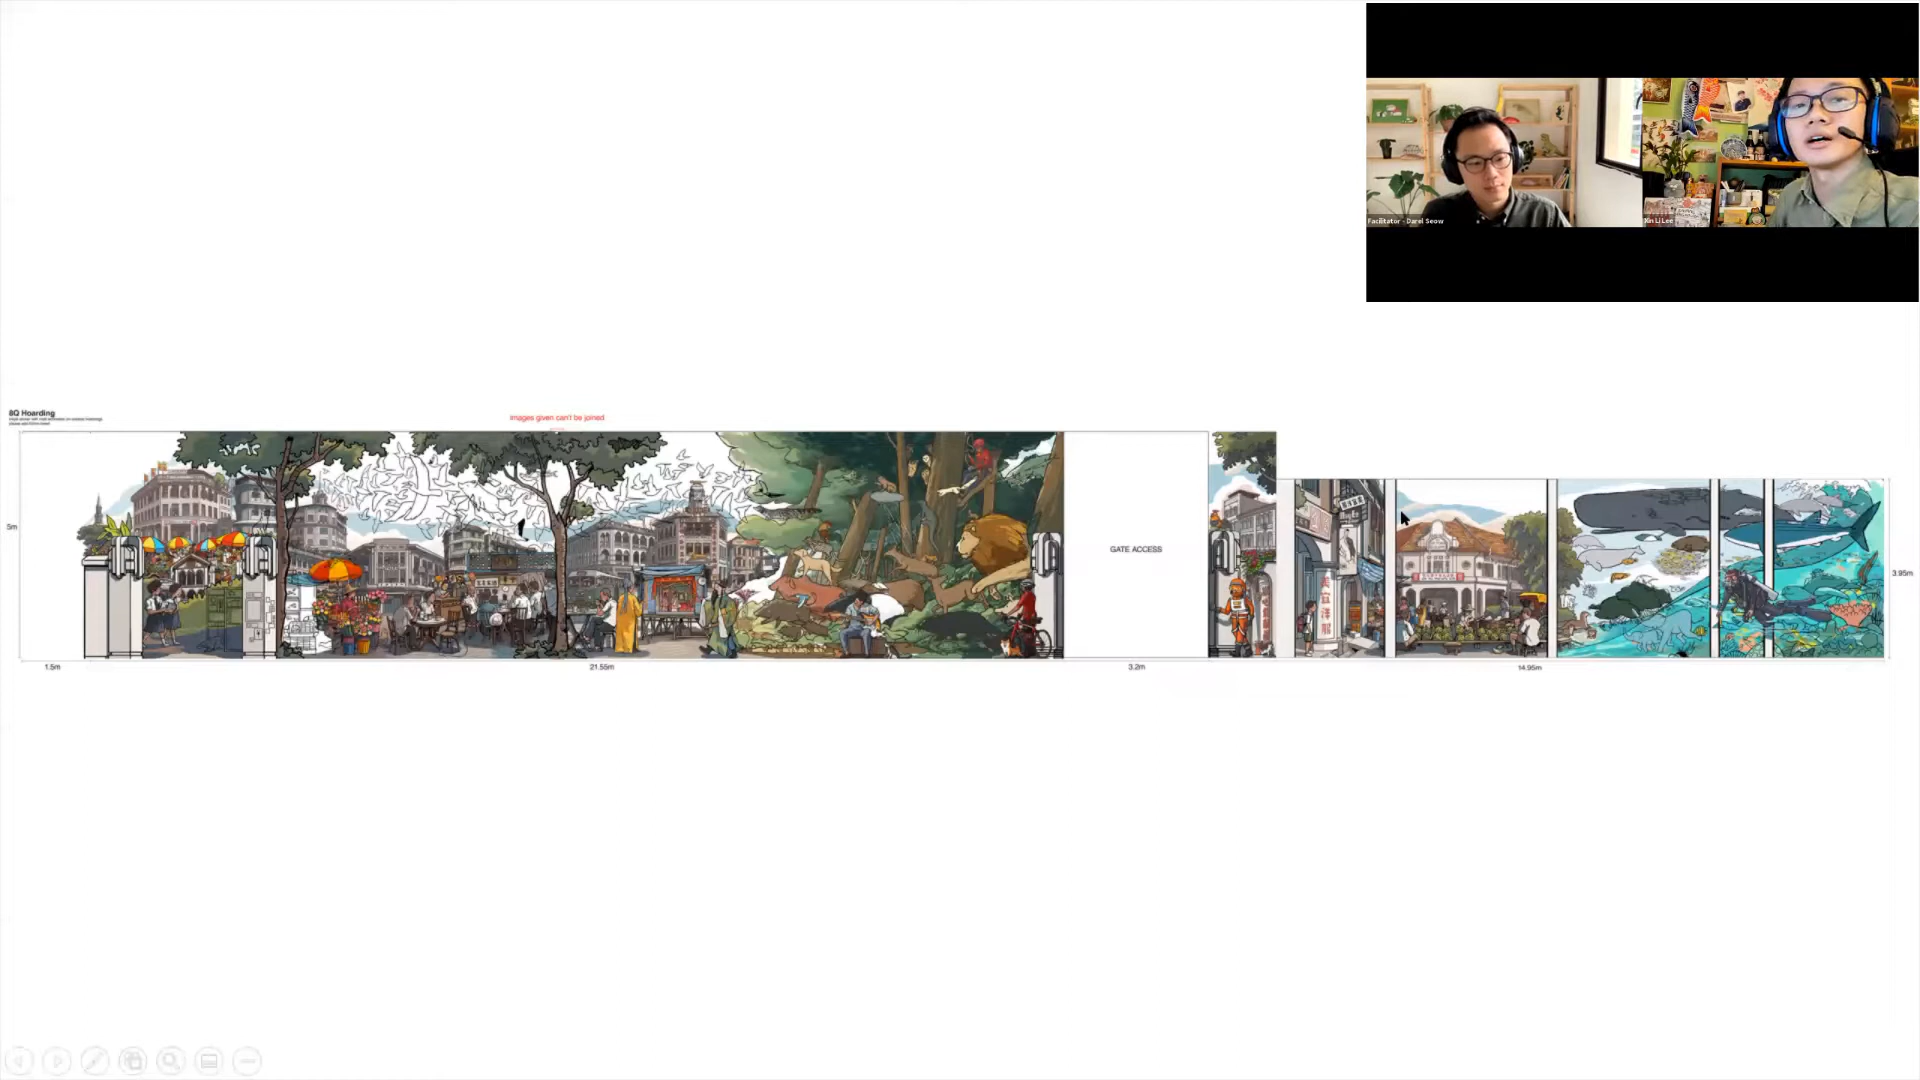 Facilitator - Darel Seow
Xin Li Lee
8Q Hoarding
Images given can't be joined
5m
GATE ACCESS
3.95m
1.5m
21.55m
3.2m
14.95m